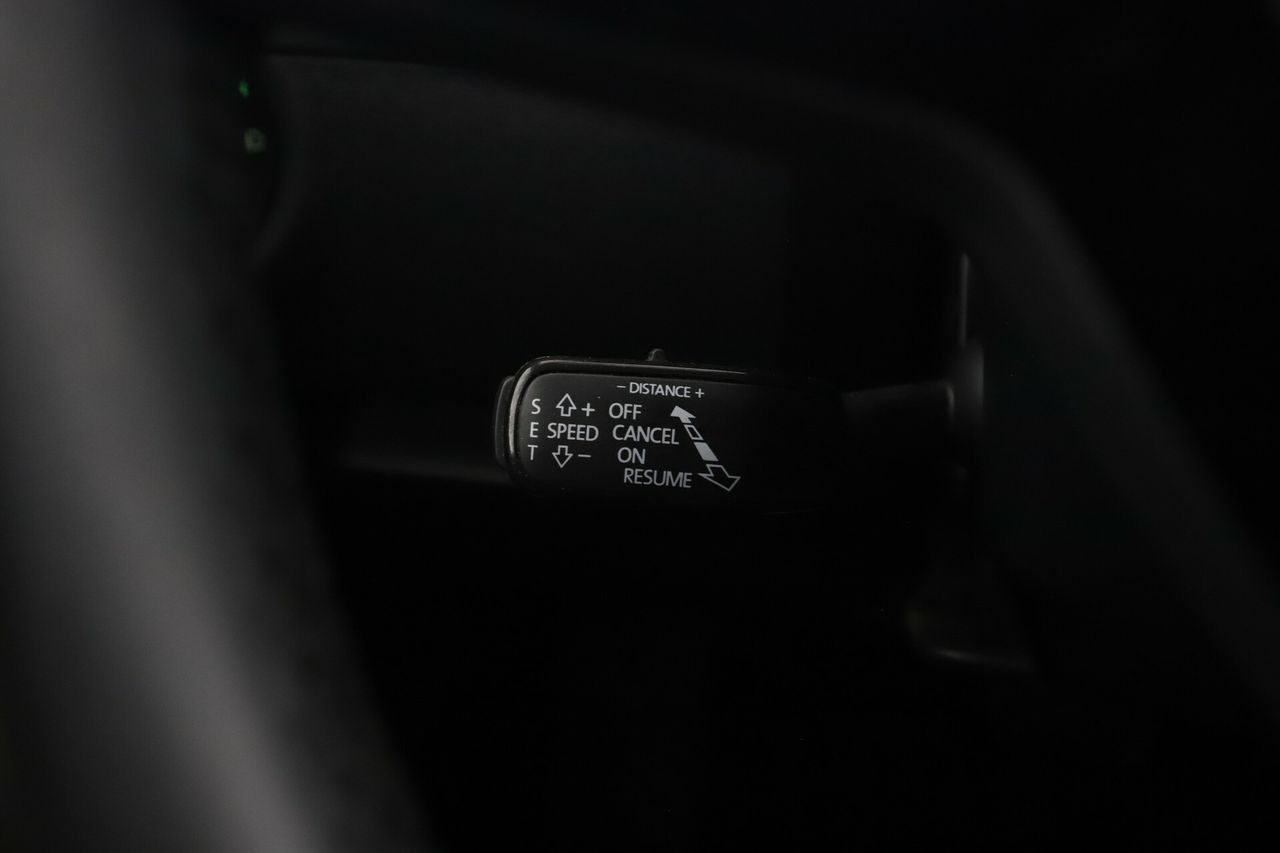 – DISTANCE +
S + OFF
E SPEED CANCEL
T – ON
RESUME